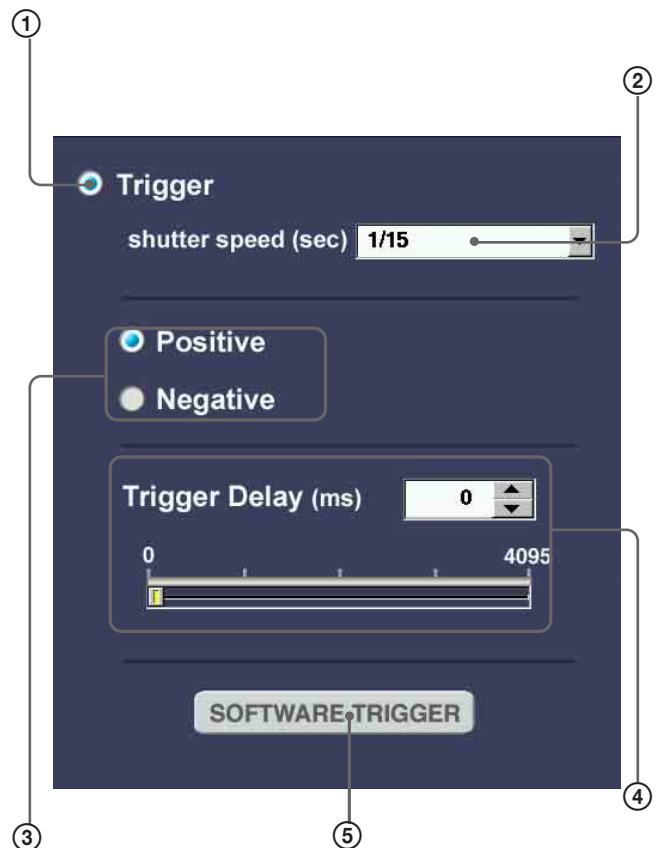 ①
②
Trigger
shutter speed (sec) 1/15
Positive
Negative
Trigger Delay (ms) 0
0 4095
SOFTWARE TRIGGER
④
③ ⑤